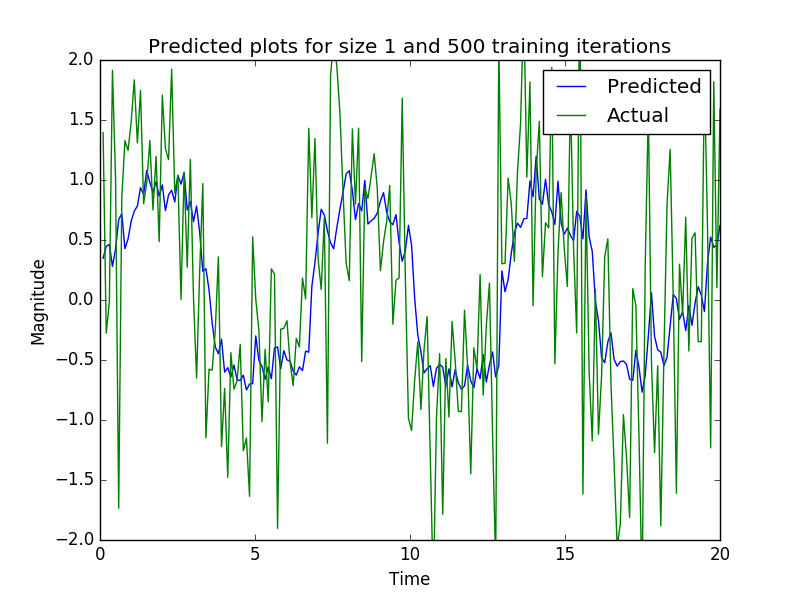 Predicted plots for size 1 and 500 training iterations
Predicted
Actual
2.0
1.5
1.0
0.5
0.0
−0.5
−1.0
−1.5
−2.0
Magnitude
0 5 10 15 20
Time